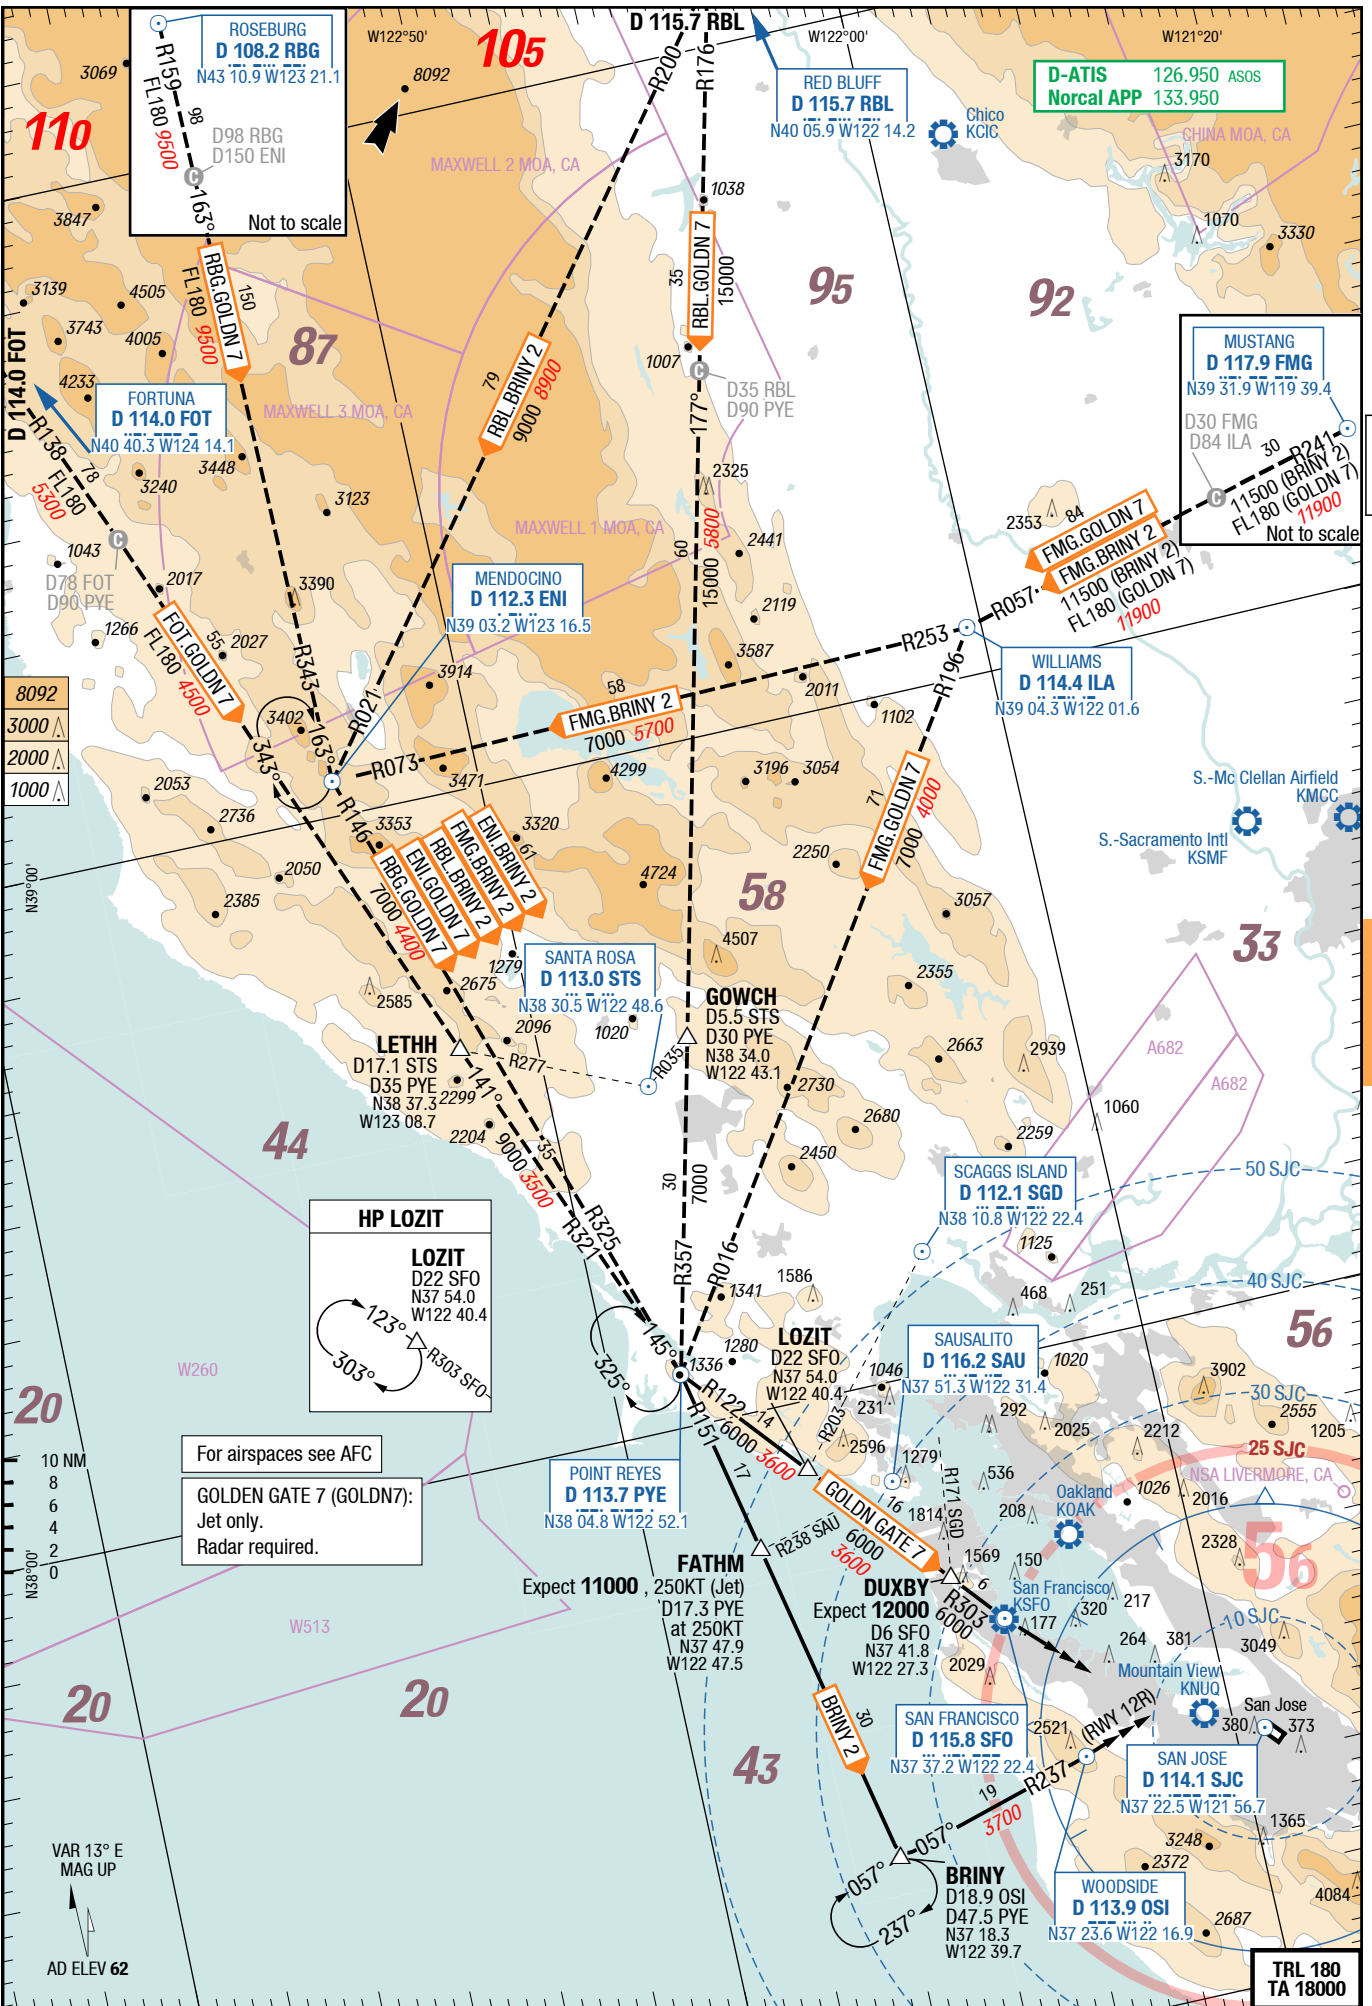 D 115.7 RBL
ROSEBURG
D 108.2 RBG
N43 10.9 W123 21.1
R159
FL180 9500
98
D98 RBG
D150 ENI
163°
Not to scale
W122°50'
105
8092
3069
110
R200
R176
W122°00'
RED BLUFF
D 115.7 RBL
N40 05.9 W122 14.2
W121°20'
D-ATIS 126.950 ASOS
Norcal APP 133.950
Chico
KCIC
CHINA MOA, CA
3170
1070
3330
MAXWELL 2 MOA, CA
1038
3847
3139
4505
3743
4005
4233
RBG.GOLDN 7
150
FL180 9500
87
RBL.GOLDN 7
35
15000
95
92
1007
D35 RBL
D90 PYE
177°
RBL.BRINY 2
79
9000 8900
MUSTANG
D 117.9 FMG
N39 31.9 W119 39.4
D30 FMG
D84 ILA
30
R241
11500 (BRINY 2)
FL180 (GOLDN 7)
11900
Not to scale
D 114.0 FOT
FORTUNA
D 114.0 FOT
N40 40.3 W124 14.1
MAXWELL 3 MOA, CA
R138
78
FL180
5300
3240
3448
3123
2325
MAXWELL 1 MOA, CA
5800
60
15000
2441
2353
84
FMG.GOLDN 7
FMG.BRINY 2
11500 (BRINY 2)
FL180 (GOLDN 7)
11900
1043
D78 FOT
D90 PYE
2017
3390
MENDOCINO
D 112.3 ENI
N39 03.2 W123 16.5
2119
R057
1266
FOT.GOLDN 7
55
FL180 4500
2027
R343
3587
R253
R196
WILLIAMS
D 114.4 ILA
N39 04.3 W122 01.6
3914
58
FMG.BRINY 2
7000 5700
2011
1102
8092
3000
2000
1000
3402
343°
163°
R021
R073
3471
4299
3196
3054
2053
2736
R146
3353
3320
61
RBG.GOLDN 7
ENI.GOLDN 7
RBL.BRINY 2
FMG.BRINY 2
ENI.BRINY 2
7000 4400
71
FMG.GOLDN 7
7000
4000
S.-Mc Clellan Airfield
KMCC
S.-Sacramento Intl
KSMF
N39°00'
2050
2385
4724
2250
58
3057
33
4507
1279
SANTA ROSA
D 113.0 STS
N38 30.5 W122 48.6
2585
2675
2355
GOWCH
D5.5 STS
D30 PYE
N38 34.0
W122 43.1
2096
1020
R277
R035
LETHH
D17.1 STS
D35 PYE
N38 37.3
W123 08.7
141°
2299
2204
2663
2939
A682
A682
2730
1060
44
9000 3500
35
2680
2450
2259
30
7000
SCAGGS ISLAND
D 112.1 SGD
N38 10.8 W122 22.4
50 SJC
HP LOZIT
LOZIT
D22 SFO
N37 54.0
W122 40.4
123°
303°
R303 SFO
R325
R321
R357
R016
1125
1586
1341
468
251
40 SJC
145°
325°
1336
1280
LOZIT
D22 SFO
N37 54.0
W122 40.4
SAUSALITO
D 116.2 SAU
N37 51.3 W122 31.4
1046
231
1020
56
3902
30 SJC
2555
1205
W260
20
R122
14
6000
3600
R151
17
R203
2596
1279
292
2025
2212
25 SJC
NSA LIVERMORE, CA
For airspaces see AFC
10 NM
8
6
4
2
0
N38°00'
GOLDEN GATE 7 (GOLDN7):
Jet only.
Radar required.
POINT REYES
D 113.7 PYE
N38 04.8 W122 52.1
R171 SGD
536
Oakland
KOAK
208
1026
2016
GOLDN GATE 7
16
6000
3600
1814
R238 SAU
2328
56
FATHM
Expect 11000 , 250KT (Jet)
D17.3 PYE
at 250KT
N37 47.9
W122 47.5
1569
150
6
DUXBY
Expect 12000
D6 SFO
N37 41.8
W122 27.3
R303
6000
San Francisco
KSFO
177
320
217
10 SJC
264
381
3049
W513
20
20
2029
Mountain View
KNUQ
BRINY 2
30
43
SAN FRANCISCO
D 115.8 SFO
N37 37.2 W122 22.4
2521
(RWY 12R)
San Jose
380
373
SAN JOSE
D 114.1 SJC
N37 22.5 W121 56.7
R237
19
3700
1365
057°
057°
237°
BRINY
D18.9 OSI
D47.5 PYE
N37 18.3
W122 39.7
3248
2372
WOODSIDE
D 113.9 OSI
N37 23.6 W122 16.9
4084
2687
VAR 13° E
MAG UP
AD ELEV 62
TRL 180
TA 18000